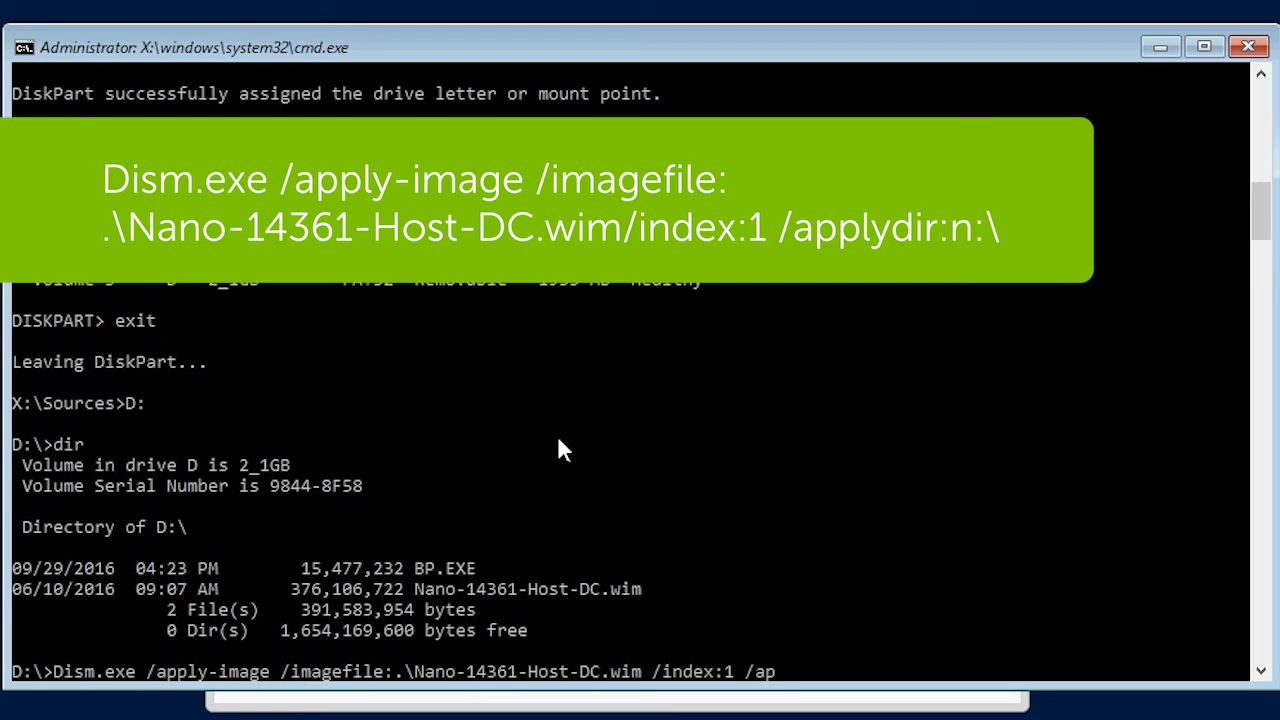 Administrator: X:\windows\system32\cmd.exe
DiskPart successfully assigned the drive letter or mount point.
Dism.exe /apply-image /imagefile:
.\Nano-14361-Host-DC.wim/index:1 /applydir:n:\
DISKPART> exit
Leaving DiskPart...
X:\Sources>D:
D:\>dir
Volume in drive D is 2_1GB
Volume Serial Number is 9844-8F58
Directory of D:\
09/29/2016 04:23 PM 15,477,232 BP.EXE
06/10/2016 09:07 AM 376,106,722 Nano-14361-Host-DC.wim
2 File(s) 391,583,954 bytes
0 Dir(s) 1,654,169,600 bytes free
D:\>Dism.exe /apply-image /imagefile:.\Nano-14361-Host-DC.wim /index:1 /ap